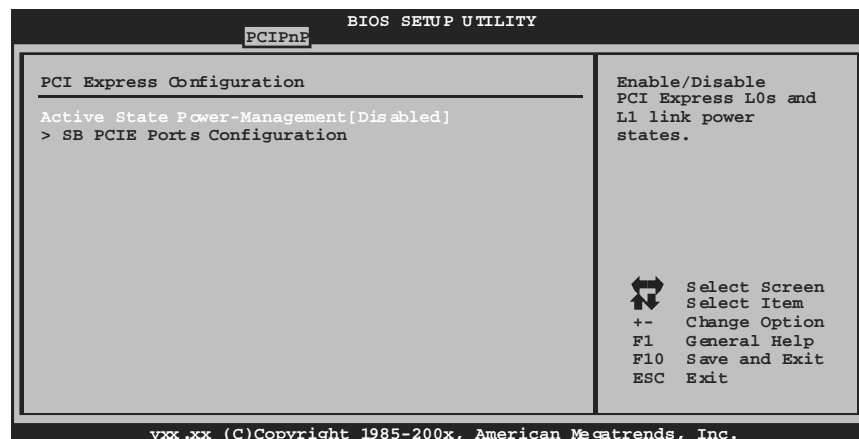 BIOS SETUP UTILITY
PCIPnP
PCI Express Configuration
Active State Power-Management[Disabled]
> SB PCIE Ports Configuration
Enable/Disable
PCI Express L0s and
L1 link power
states.
Select Screen
Select Item
+- Change Option
F1 General Help
F10 Save and Exit
ESC Exit
vxx.xx (C)Copyright 1985-200x, American Megatrends, Inc.